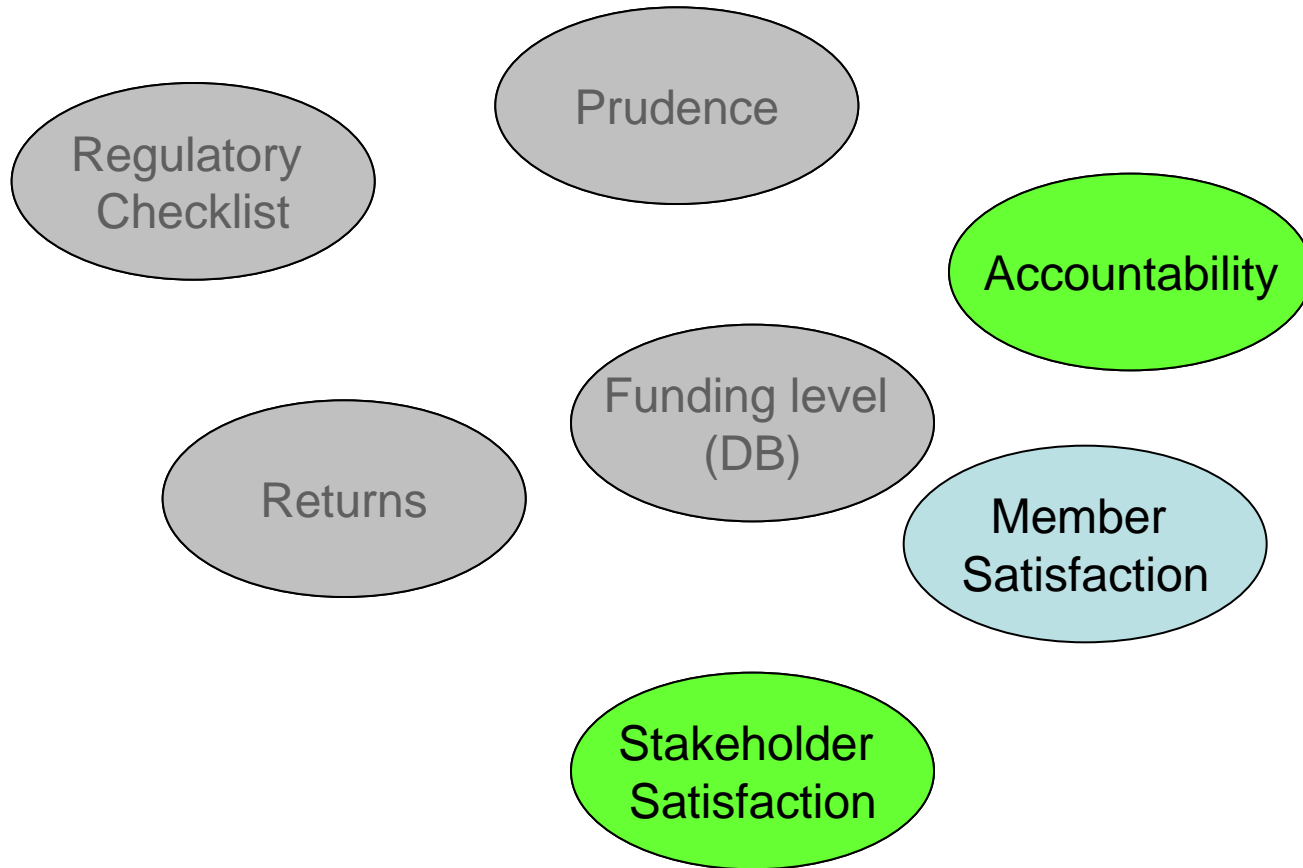 Prudence
Regulatory
Checklist
Accountability
Funding level
(DB)
Returns
Member
Satisfaction
Stakeholder
Satisfaction